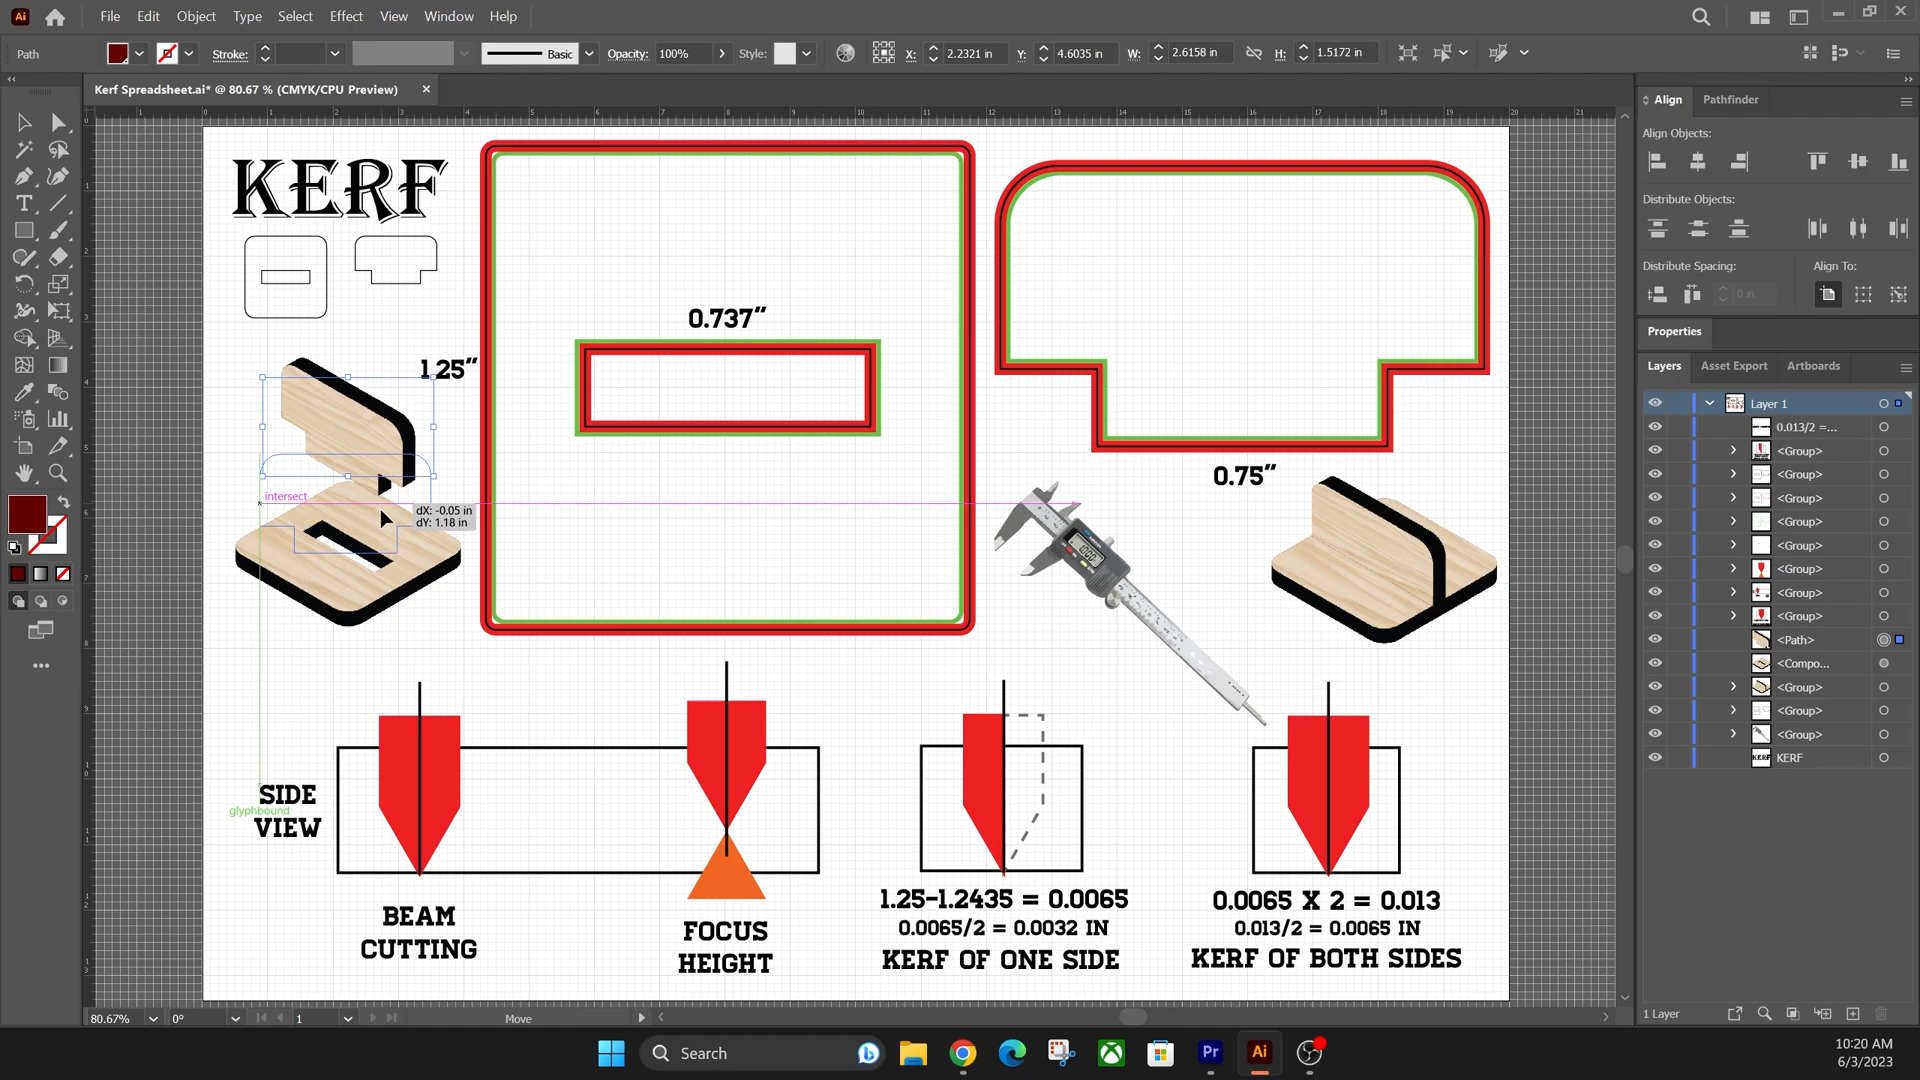 File Edit Object Type Select Effect View Window Help
Path Stroke: Basic Opacity: 100% Style: X: 2.2321 in Y: 4.6035 in W: 2.6158 in H: 1.5172 in
Kerf Spreadsheet.ai* @ 80.67 % (CMYK/CPU Preview)
KERF
0.737"
1.25"
0.75"
intersect
dX: -0.05 in
dY: 1.18 in
SIDE
VIEW
glyphbound
BEAM
CUTTING
FOCUS
HEIGHT
1.25-1.2435 = 0.0065
0.0065/2 = 0.0032 IN
KERF OF ONE SIDE
0.0065 X 2 = 0.013
0.013/2 = 0.0065 IN
KERF OF BOTH SIDES
Align Pathfinder
Align Objects:
Distribute Objects:
Distribute Spacing: Align To:
0 in
Properties
Layers Asset Export Artboards
Layer 1
0.013/2 =...
<Group>
<Group>
<Group>
<Group>
<Group>
<Group>
<Group>
<Group>
<Path>
<Compo...
<Group>
<Group>
<Group>
KERF
1 Layer
80.67% 0° 1 Move
Search
10:20 AM
6/3/2023